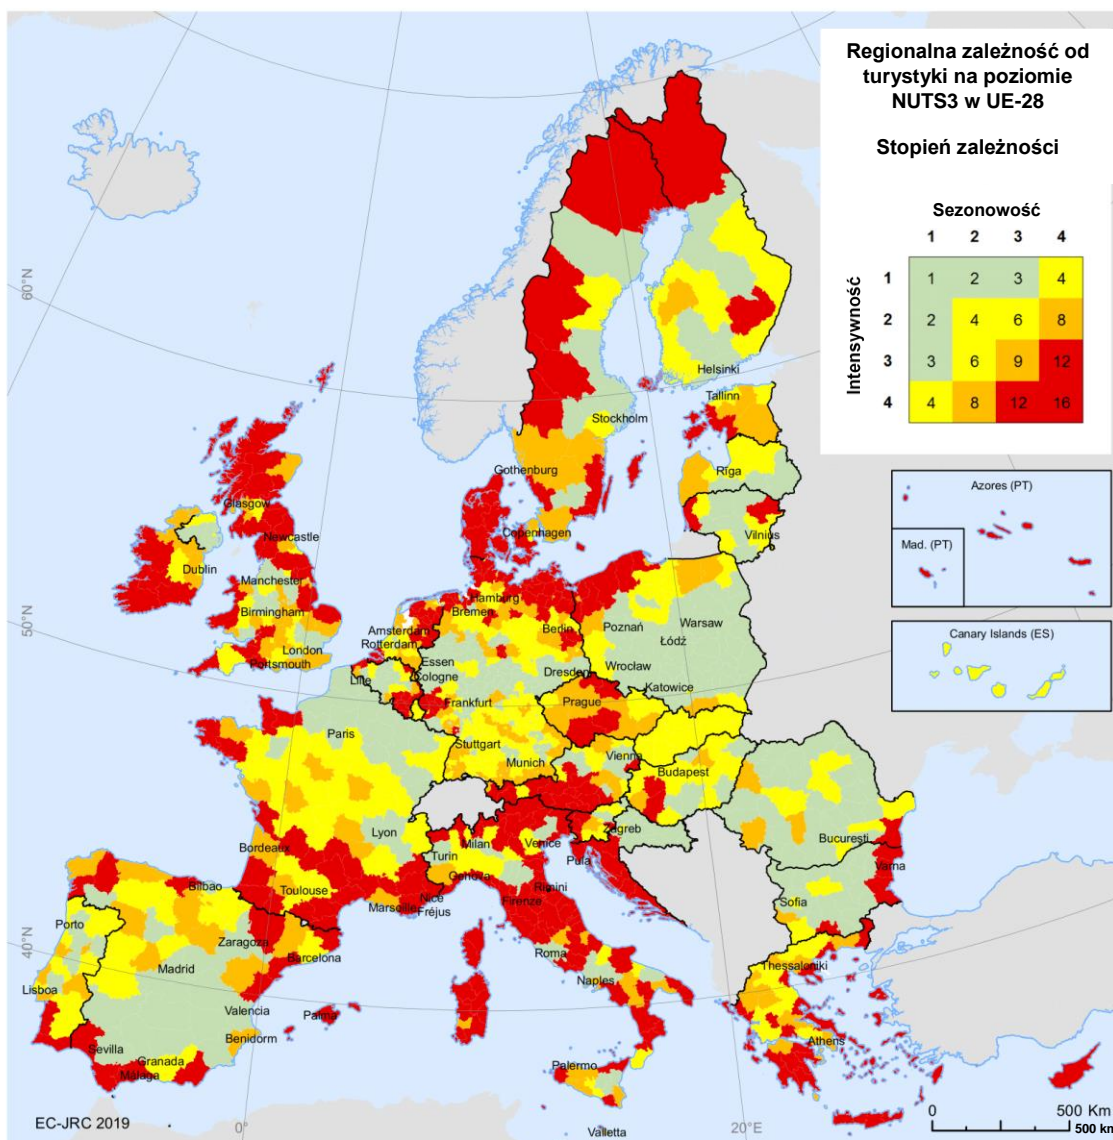 Regionalna zależność od
turystyki na poziomie
NUTS3 w UE-28
Stopień zależności
Sezonowość
1 2 3 4
Intensywność
1 1 2 3 4
2 2 4 6 8
3 3 6 9 12
4 4 8 12 16
60°N
50°N
40°N
Helsinki
Tallinn
Stockholm
Gothenburg
Rīga
Azores (PT)
Mad. (PT)
Canary Islands (ES)
Glasgow
Newcastle
Copenhagen
Vilnius
Dublin
Manchester
Birmingham
London
Portsmouth
Hamburg
Bremen
Amsterdam
Rotterdam
Berlin
Poznań
Warsaw
Łódź
Essen
Cologne
Lille
Dresden
Wrocław
Katowice
Frankfurt
Prague
Paris
Stuttgart
Munich
Vienna
Budapest
Lyon
Milan
Turin
Venice
Zagreb
Bucureşti
Bordeaux
Genova
Pula
Rimini
Varna
Bilbao
Toulouse
Marseille
Nice
Fréjus
Firenze
Sofia
Porto
Zaragoza
Barcelona
Roma
Thessaloniki
Madrid
Naples
Lisboa
Valencia
Palma
Benidorm
Athens
Sevilla
Granada
Málaga
Palermo
Valletta
EC-JRC 2019
0°
20°E
0 500 Km
500 km